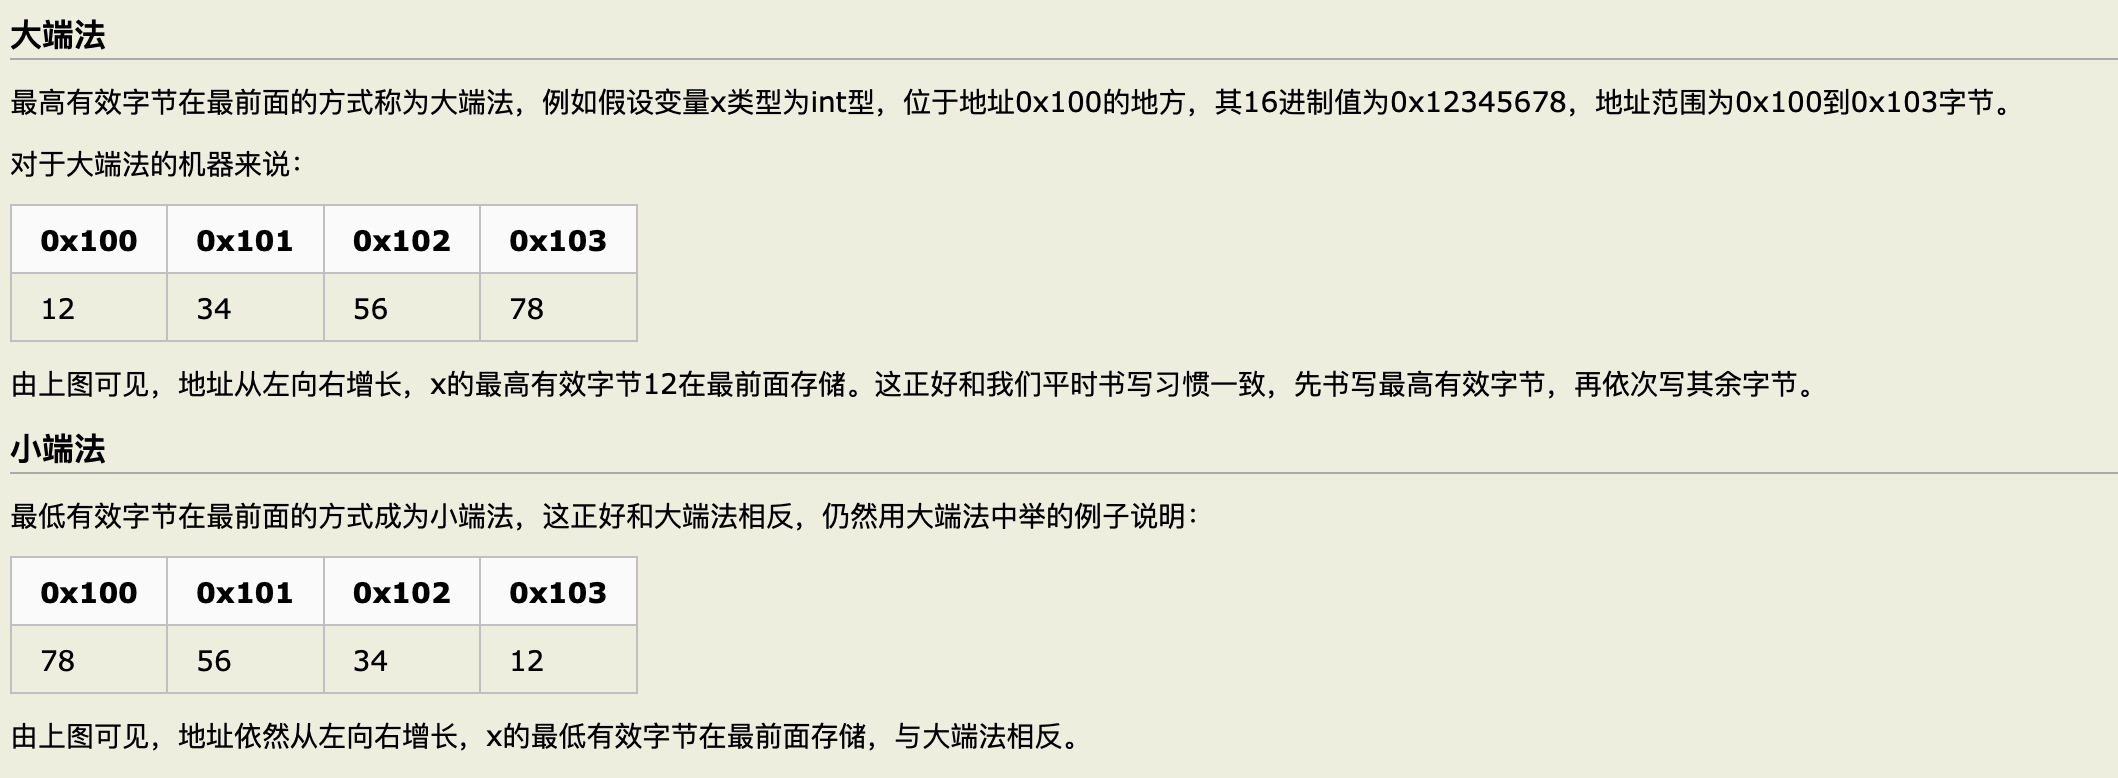 大端法
最高有效字节在最前面的方式称为大端法，例如假设变量x类型为int型，位于地址0x100的地方，其16进制值为0x12345678，地址范围为0x100到0x103字节。
对于大端法的机器来说：
0x100 0x101 0x102 0x103
12 34 56 78
由上图可见，地址从左向右增长，x的最高有效字节12在最前面存储。这正好和我们平时书写习惯一致，先书写最高有效字节，再依次写其余字节。
小端法
最低有效字节在最前面的方式成为小端法，这正好和大端法相反，仍然用大端法中举的例子说明：
0x100 0x101 0x102 0x103
78 56 34 12
由上图可见，地址依然从左向右增长，x的最低有效字节在最前面存储，与大端法相反。